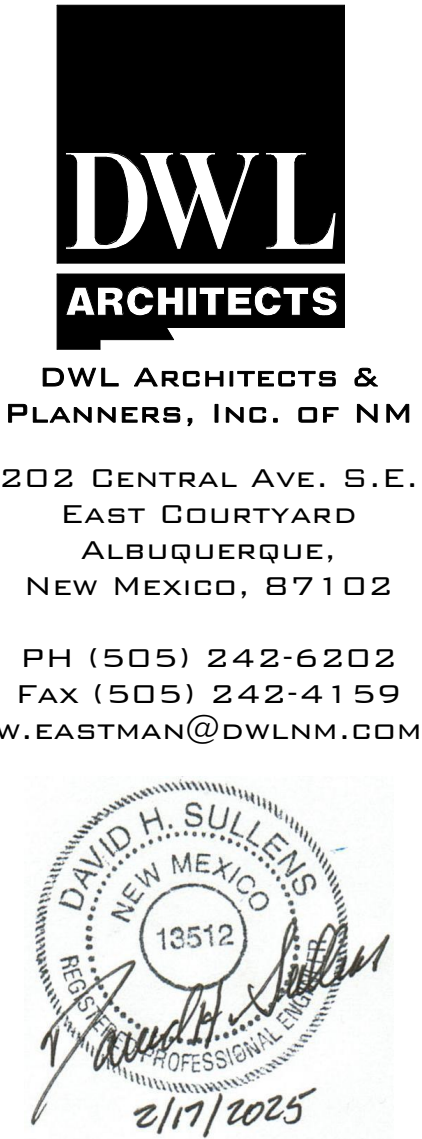 DWL
ARCHITECTS
DWL Architects &
Planners, Inc. of NM
202 Central Ave. S.E.
East Courtyard
Albuquerque,
New Mexico, 87102
PH (505) 242-6202
Fax (505) 242-4159
w.eastman@dwlnm.com
DAVID H. SULLENS
NEW MEXICO
13512
REGISTERED PROFESSIONAL ENGINEER
David H. Sullens
2/17/2025